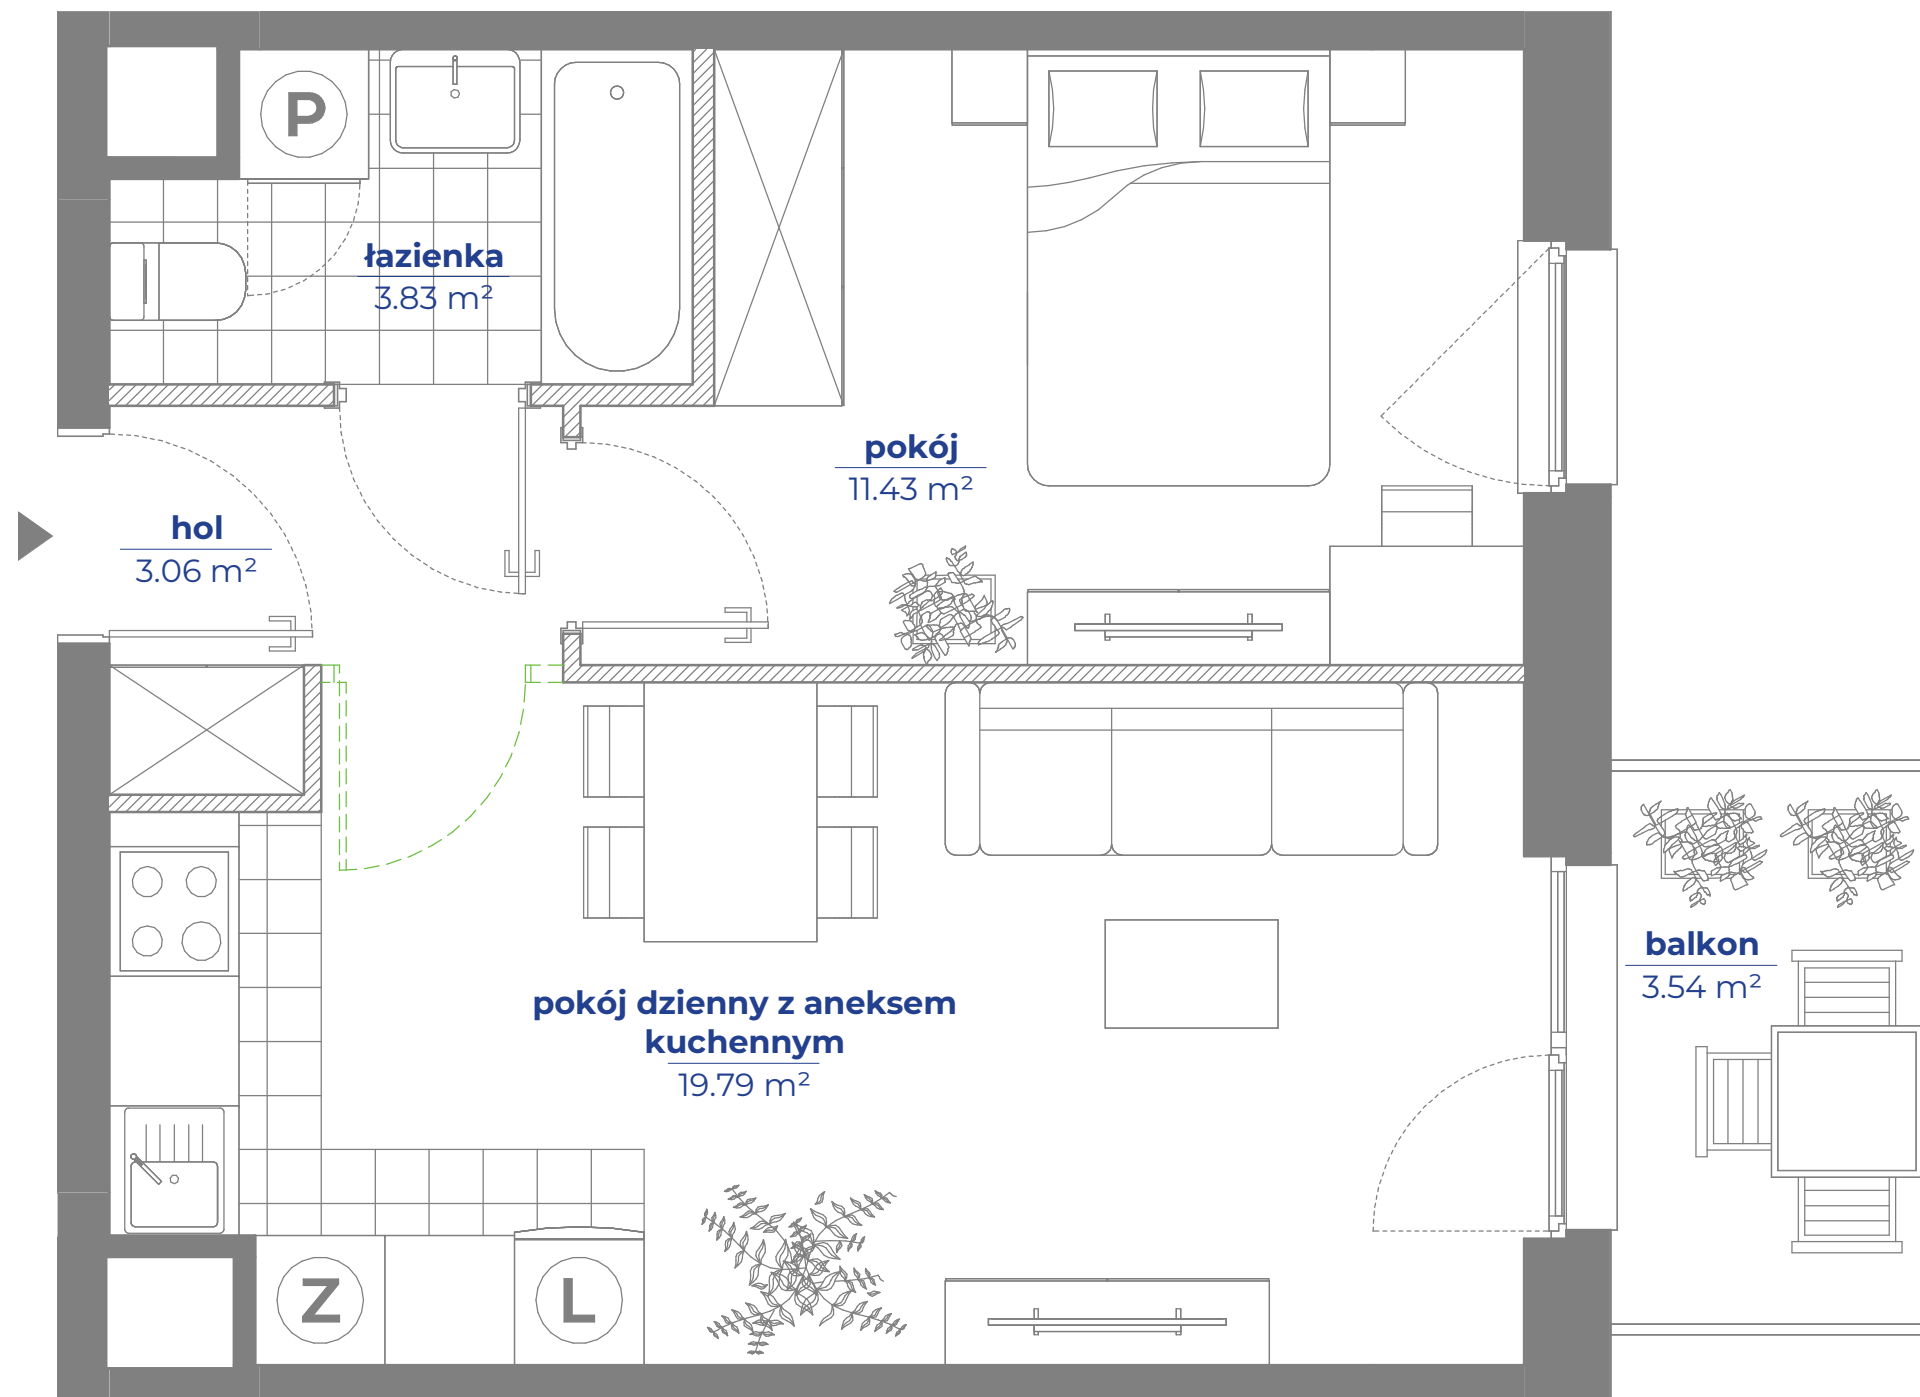 P
łazienka
3.83 m²
pokój
11.43 m²
hol
3.06 m²
balkon
3.54 m²
pokój dzienny z aneksem
kuchennym
19.79 m²
Z
L